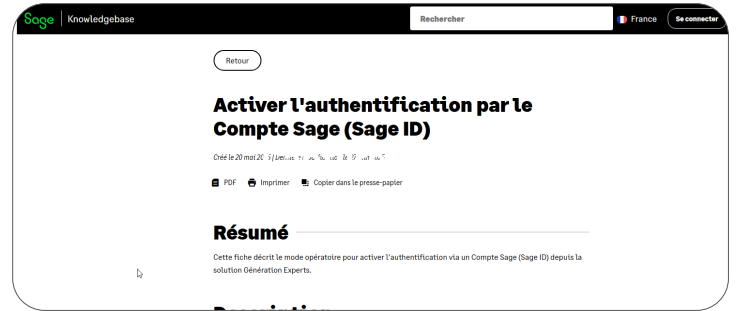 Sage
Knowledgebase
Rechercher
France
Se connecter
Retour
Activer l'authentification par le
Compte Sage (Sage ID)
Créé le 20 mai
PDF
Imprimer
Copier dans le presse-papier
Résumé
Cette fiche décrit le mode opératoire pour activer l'authentification via un Compte Sage (Sage ID) depuis la
solution Génération Experts.